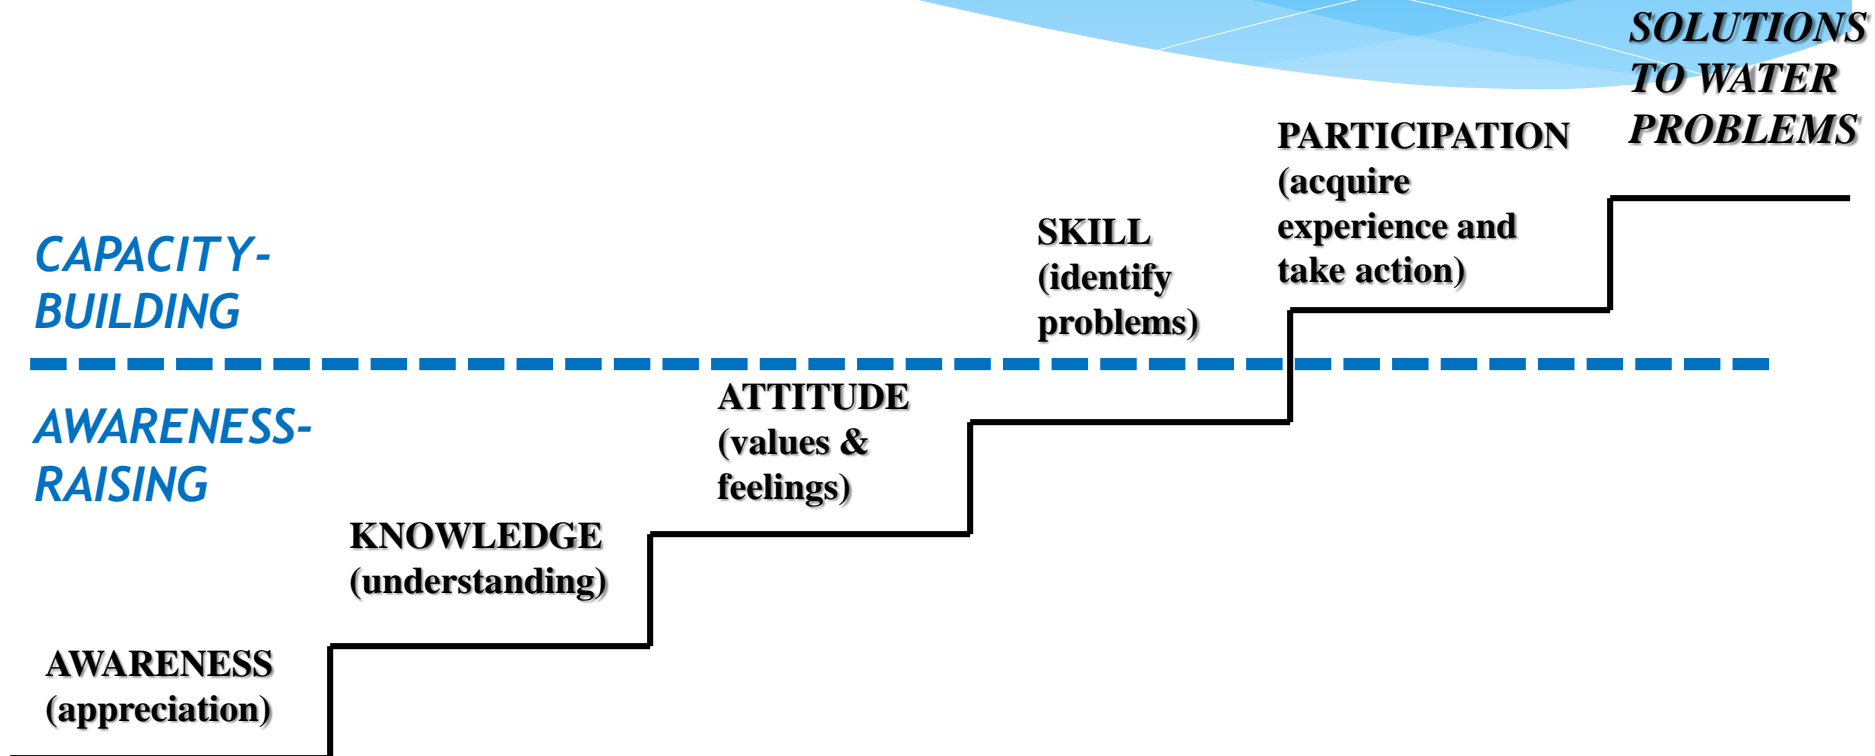 SOLUTIONS
TO WATER
PROBLEMS
PARTICIPATION
(acquire
experience and
take action)
SKILL
(identify
problems)
CAPACITY-
BUILDING
AWARENESS-
RAISING
ATTITUDE
(values &
feelings)
KNOWLEDGE
(understanding)
AWARENESS
(appreciation)